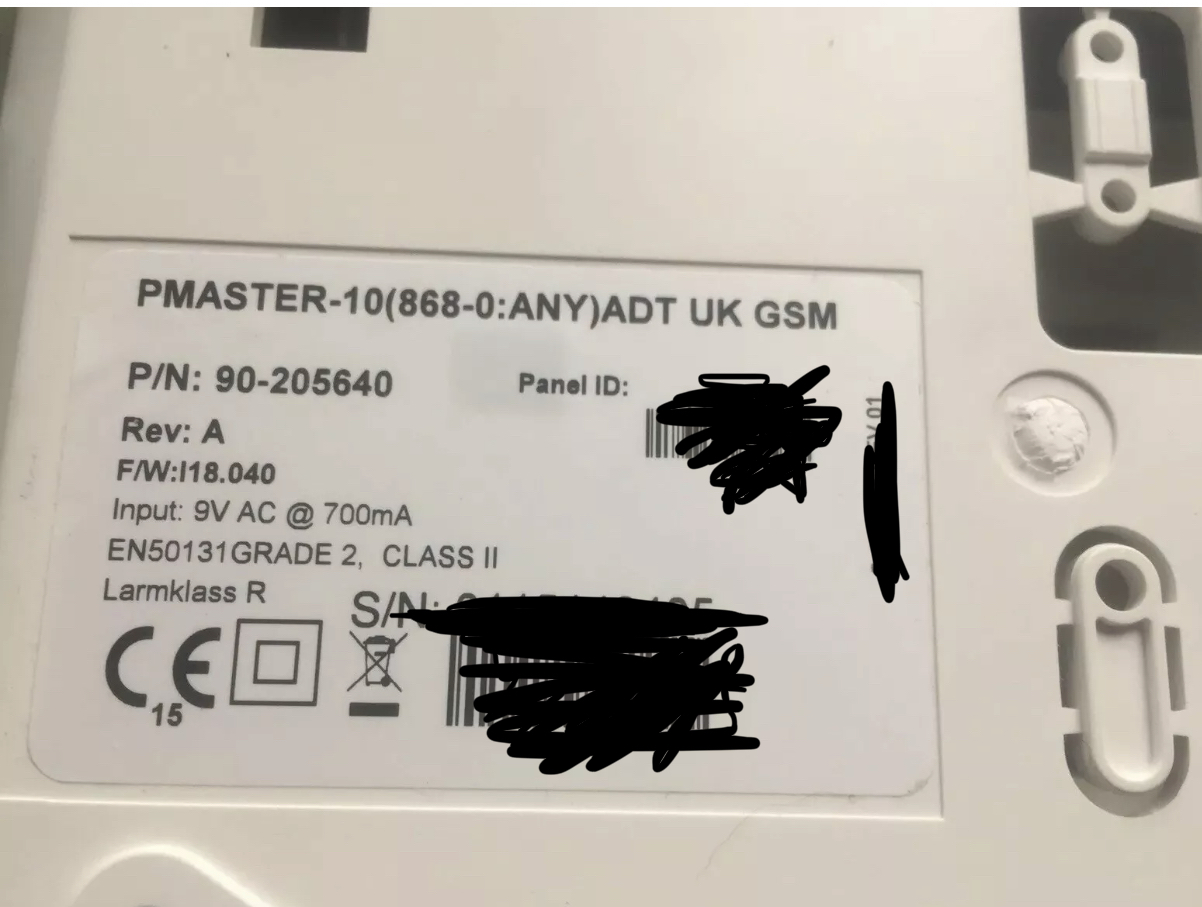 PMASTER-10(868-0:ANY)ADT UK GSM
P/N: 90-205640
Panel ID:
Rev: A
F/W:I18.040
Input: 9V AC @ 700mA
EN50131GRADE 2, CLASS II
Larmklass R
S/N:
CE
15